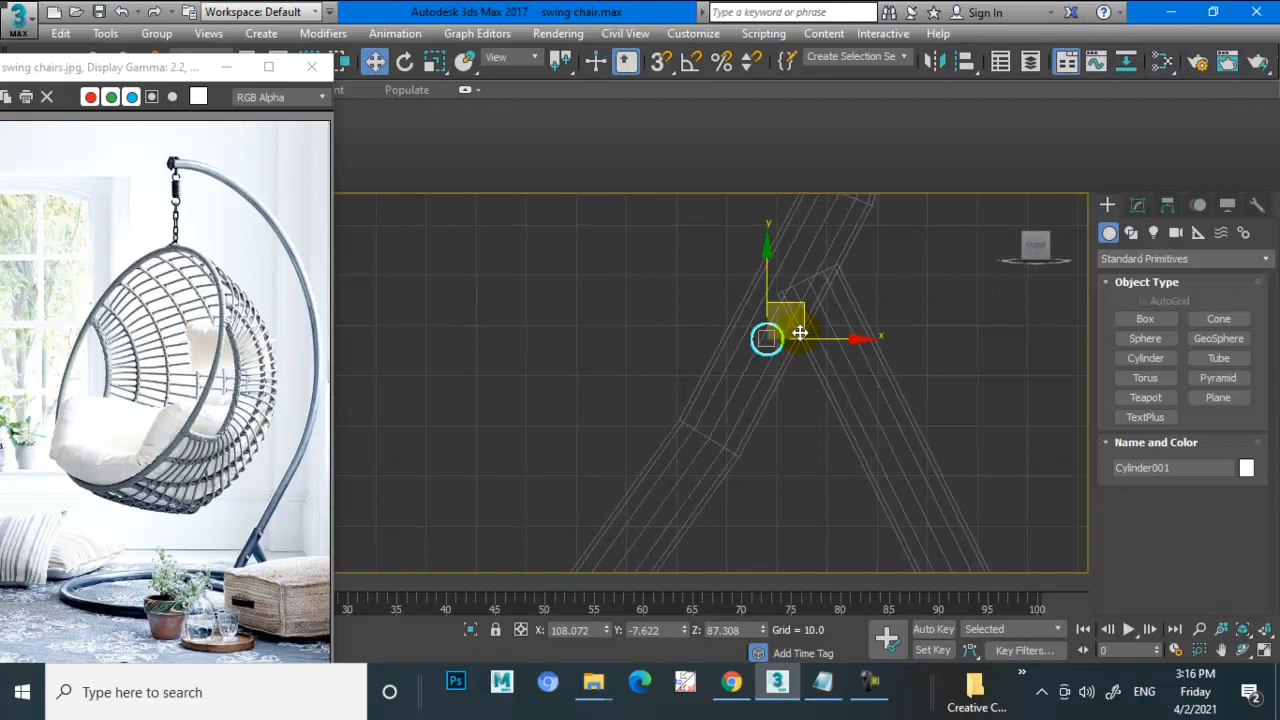 Workspace: Default
Autodesk 3ds Max 2017 swing chair.max
Type a keyword or phrase
Sign In
MAX
Edit Tools Group Views Create Modifiers Animation Graph Editors Rendering Civil View Customize Scripting Content Interactive Help
swing chairs.jpg, Display Gamma: 2.2, ...
View
Create Selection Se
RGB Alpha
Populate
y
x
FRONT
Standard Primitives
Object Type
AutoGrid
Box Cone
Sphere GeoSphere
Cylinder Tube
Torus Pyramid
Teapot Plane
TextPlus
Name and Color
Cylinder001
30 35 40 45 50 55 60 65 70 75 80 85 90 95 100
X: 108.072 Y: -7.622 Z: 87.308 Grid = 10.0
Add Time Tag
Auto Key Selected
Set Key Key Filters...
0
Type here to search
Creative C...
ENG
3:16 PM
Friday
4/2/2021
2
Ps
3